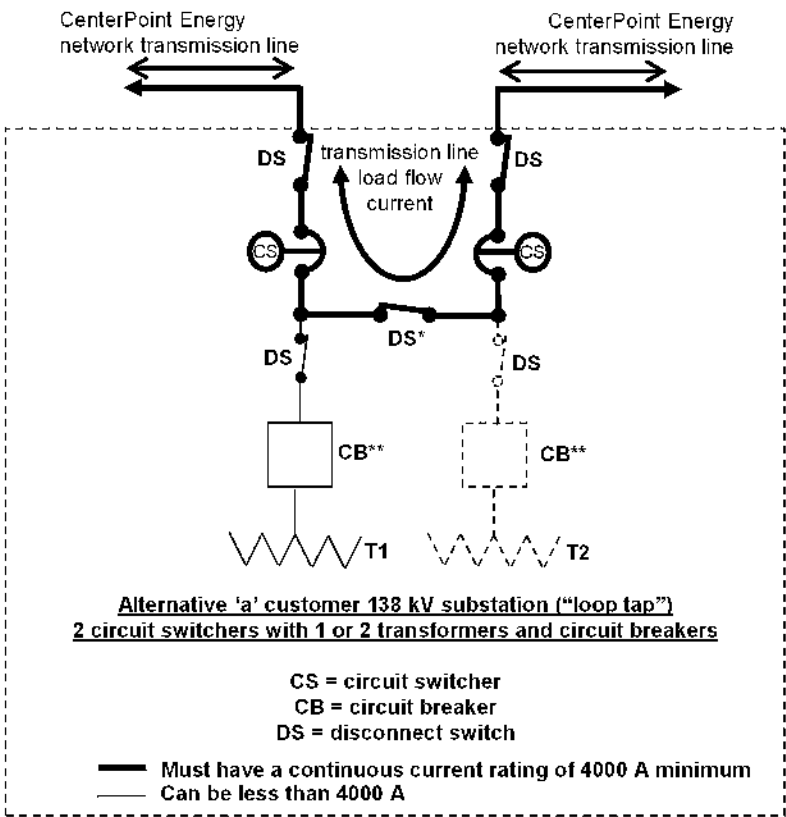 CenterPoint Energy
network transmission line
CenterPoint Energy
network transmission line
DS
transmission line
load flow
current
DS
CS
CS
DS*
DS
DS
CB**
CB**
T1
T2
Alternative 'a' customer 138 kV substation ("loop tap")
2 circuit switchers with 1 or 2 transformers and circuit breakers
CS = circuit switcher
CB = circuit breaker
DS = disconnect switch
Must have a continuous current rating of 4000 A minimum
Can be less than 4000 A